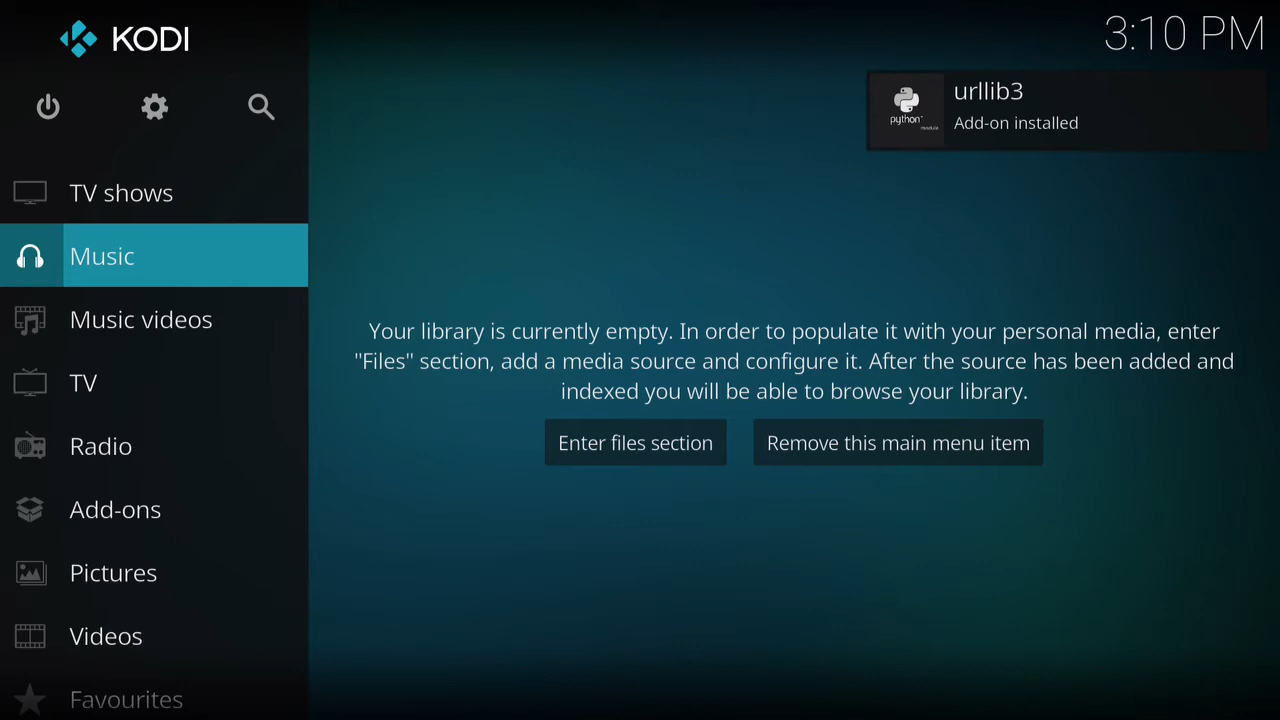 KODI
3:10 PM
urllib3
Add-on installed
TV shows
Music
Music videos
TV
Radio
Add-ons
Pictures
Videos
Favourites
Your library is currently empty. In order to populate it with your personal media, enter
"Files" section, add a media source and configure it. After the source has been added and
indexed you will be able to browse your library.
Enter files section
Remove this main menu item
python
module